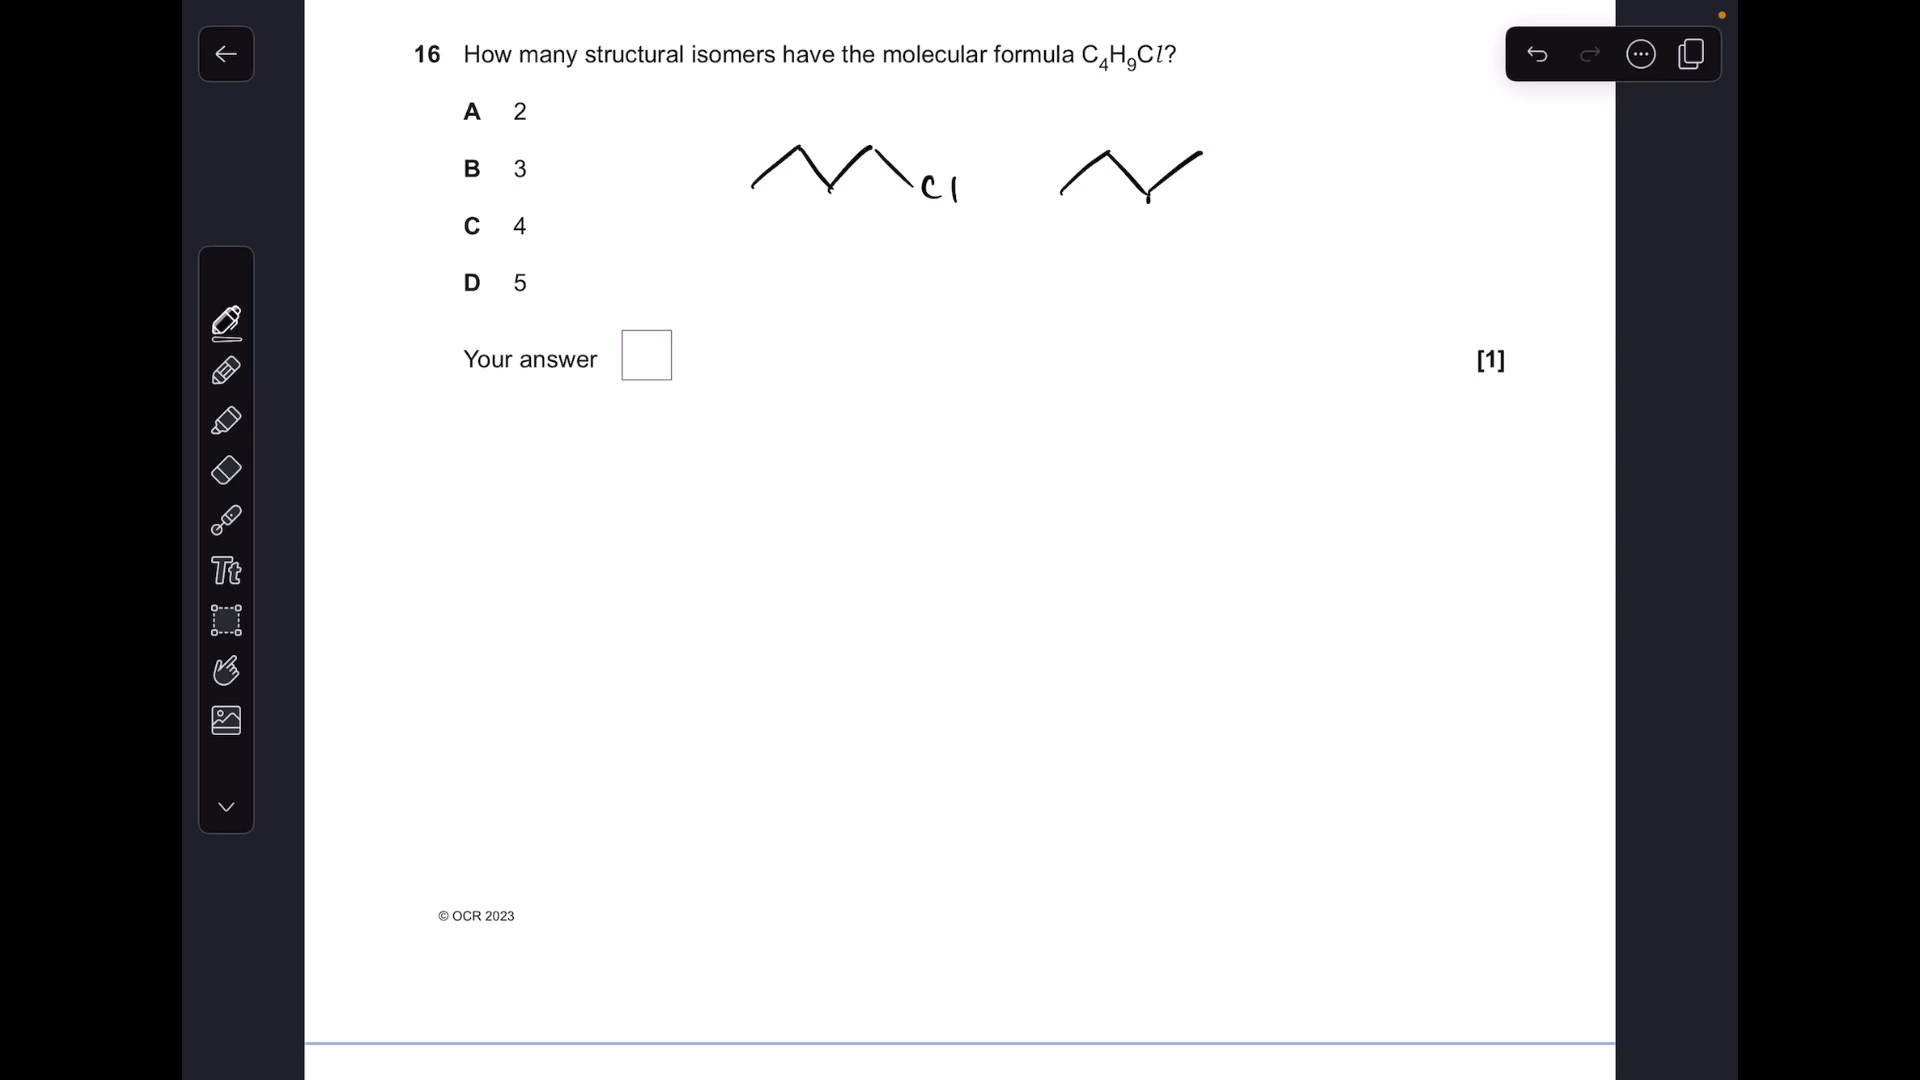 16 How many structural isomers have the molecular formula C₄H₉Cl?
A 2
B 3
C 4
D 5
Cl
Your answer [1]
© OCR 2023
Tt